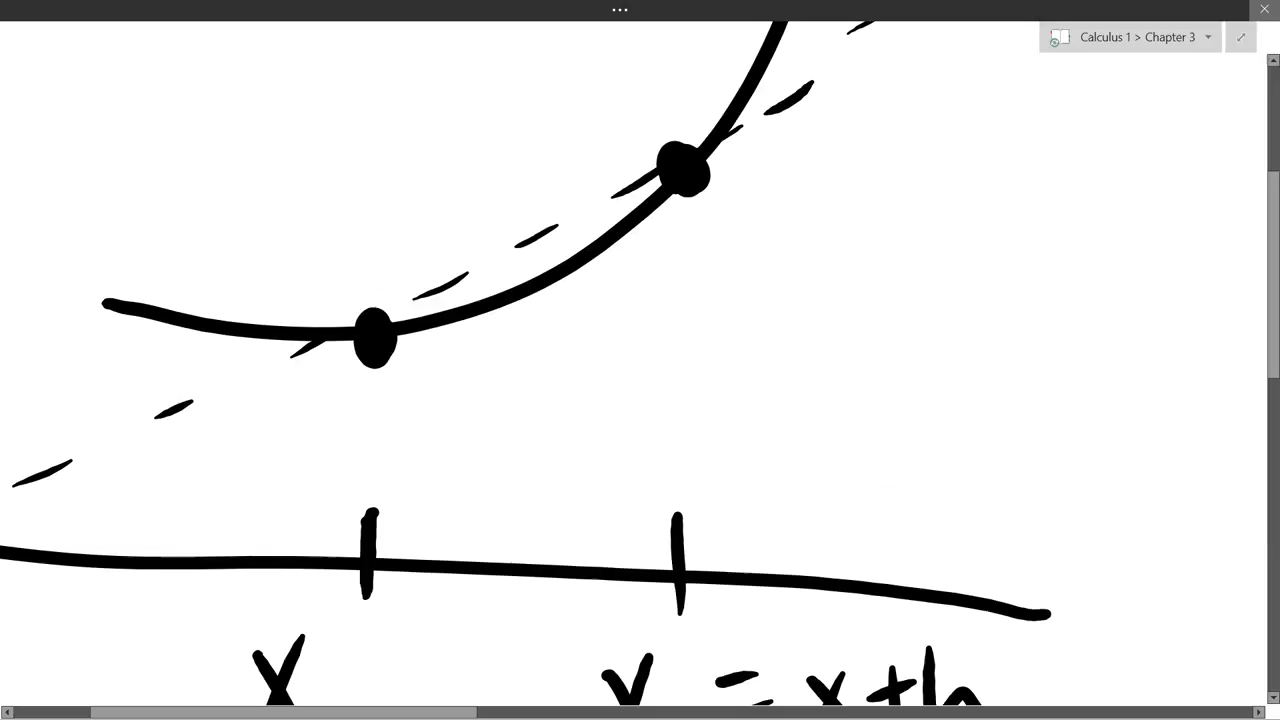 Calculus 1 > Chapter 3
x
x = x+h